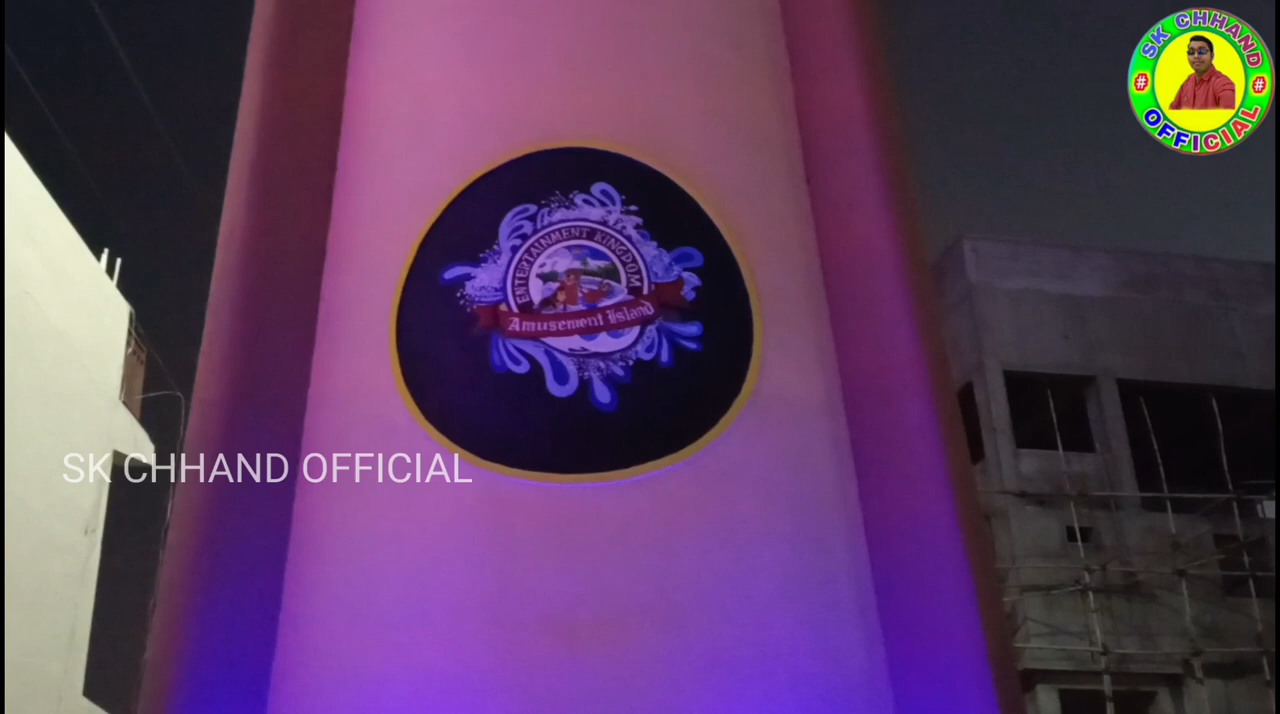 SK CHHAND
# #
OFFICIAL
ENTERTAINMENT KINGDOM
Amusement Island
SK CHHAND OFFICIAL